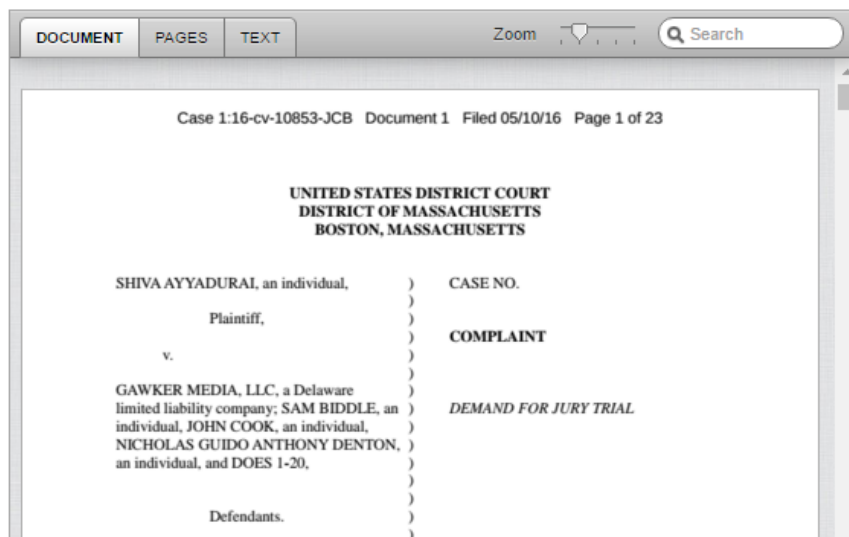 DOCUMENT PAGES TEXT Zoom Search
Case 1:16-cv-10853-JCB Document 1 Filed 05/10/16 Page 1 of 23
UNITED STATES DISTRICT COURT
DISTRICT OF MASSACHUSETTS
BOSTON, MASSACHUSETTS
SHIVA AYYADURAI, an individual, ) CASE NO.
)
Plaintiff, )
) COMPLAINT
v. )
)
GAWKER MEDIA, LLC, a Delaware )
limited liability company; SAM BIDDLE, an ) DEMAND FOR JURY TRIAL
individual, JOHN COOK, an individual, )
NICHOLAS GUIDO ANTHONY DENTON, )
an individual, and DOES 1-20, )
)
)
Defendants. )
)